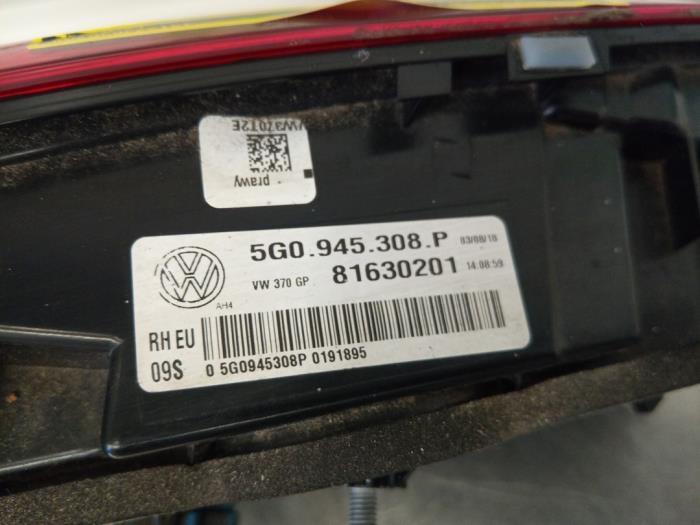 VW370T2E
prawy
5G0.945.308.P 03/08/18
VW 370 GP 81630201 14:08:59
AH4
RH EU
09S 0 5G0945308P 0191895